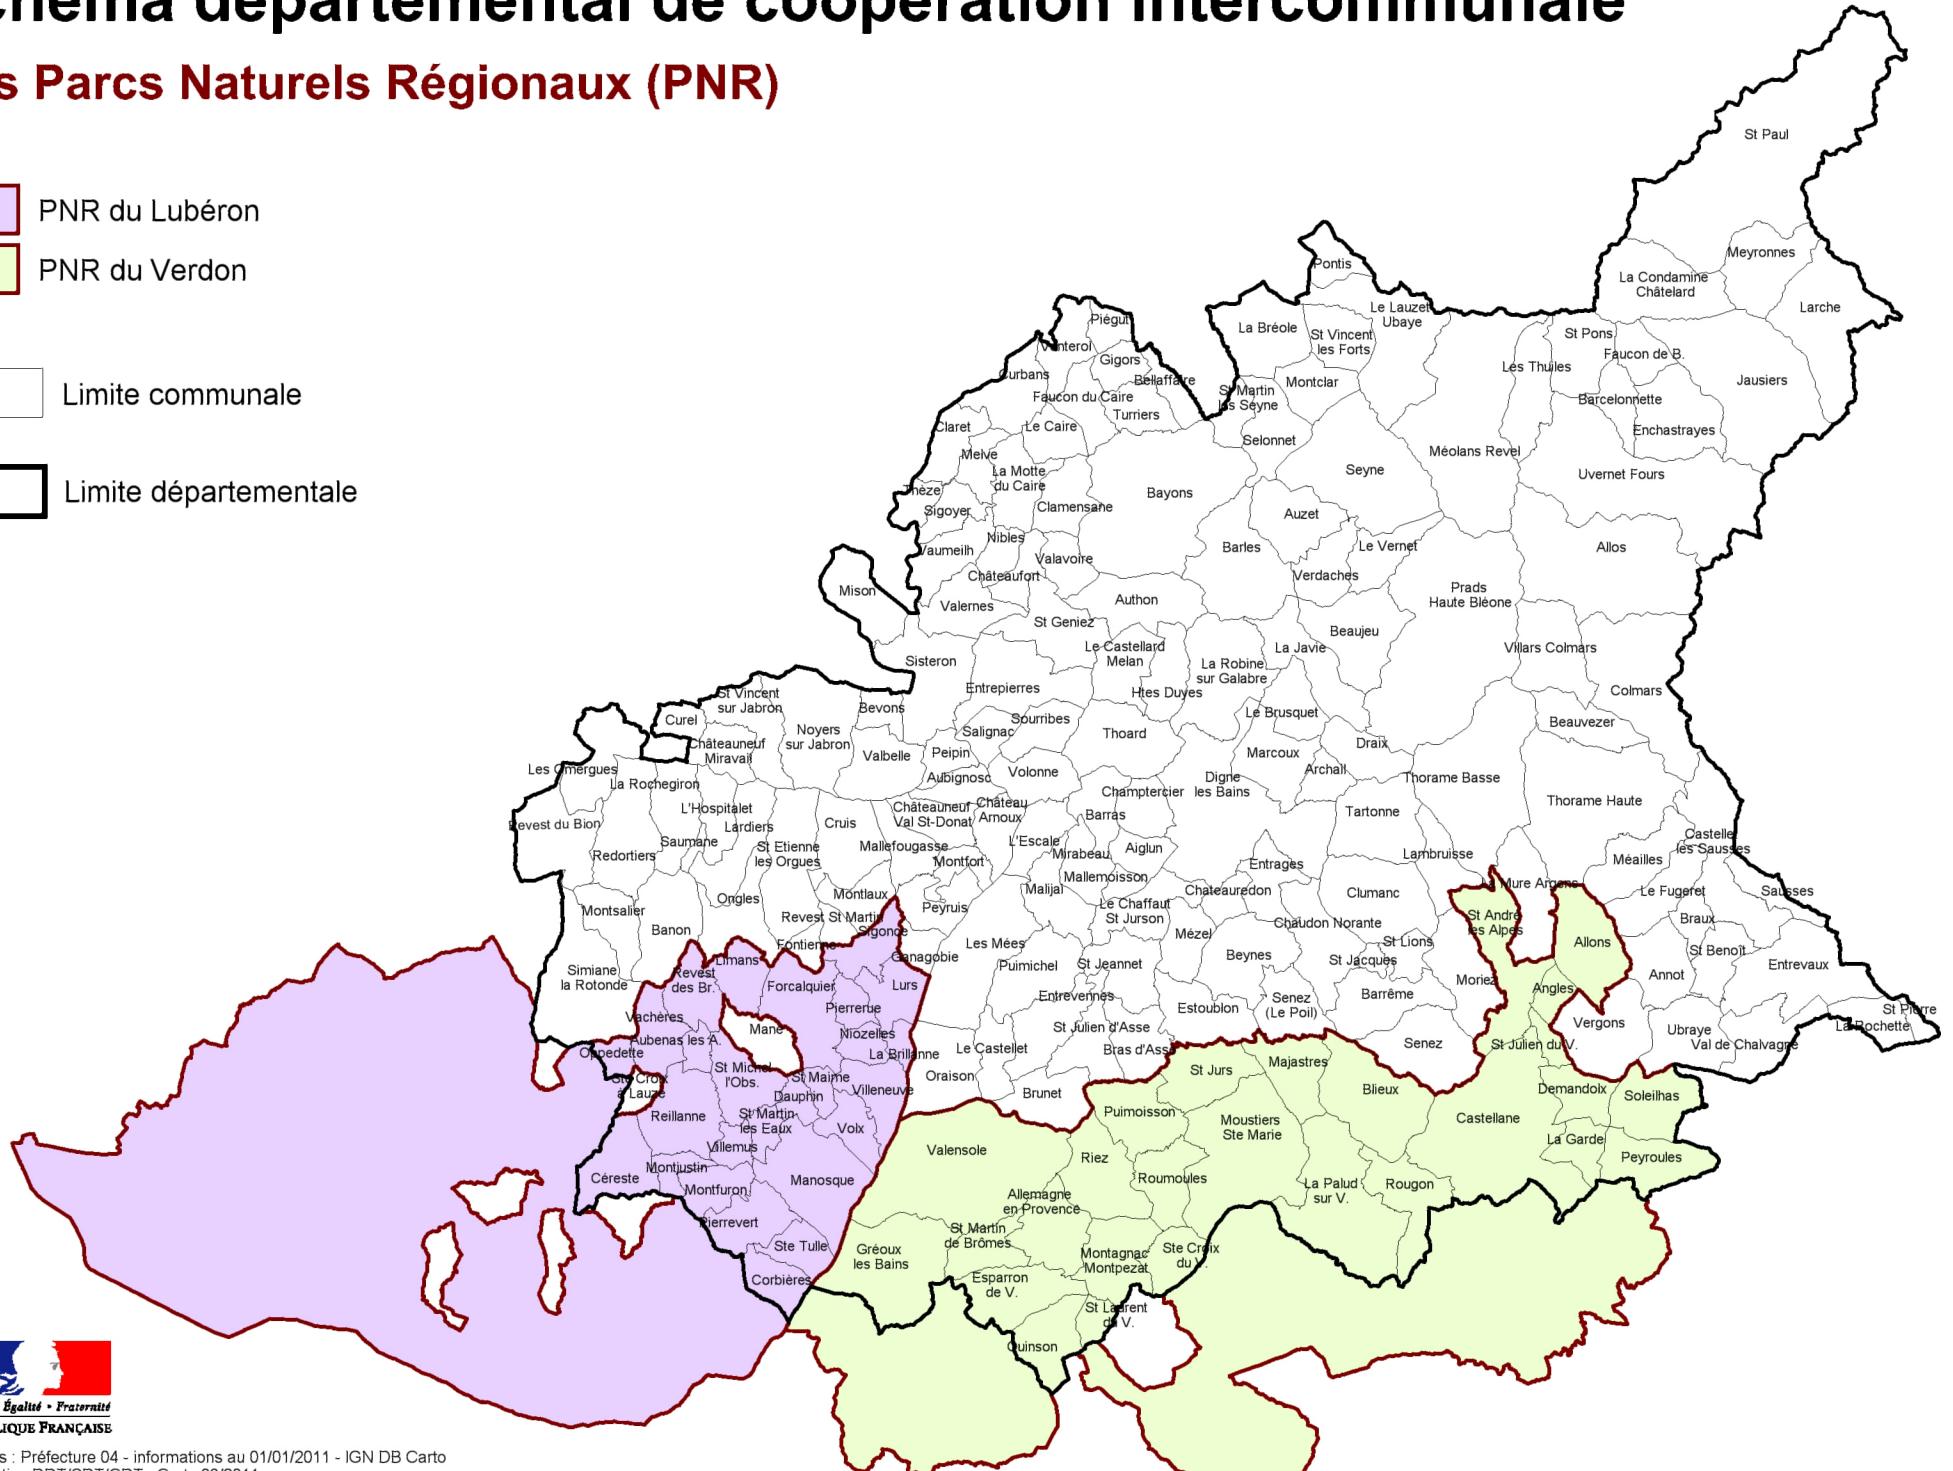 chéma départemental de coopération intercommunale
s Parcs Naturels Régionaux (PNR)
PNR du Lubéron
PNR du Verdon
Limite communale
Limite départementale
St Paul
Meyronnes
La Condamine
Châtelard
Larche
Pontis
Le Lauzet
Ubaye
La Bréole
St Vincent
les Forts
St Pons
Faucon de B.
Les Thuiles
Jausiers
Barcelonnette
Enchastrayes
Piégut
Venterol
Gigors
Curbans
Bellaffaire
Faucon du Caire
Turriers
St Martin
les Seyne
Montclar
Claret
Le Caire
Selonnet
Melve
La Motte
du Caire
Seyne
Méolans Revel
Uvernet Fours
Thèze
Sigoyer
Clamensane
Bayons
Auzet
Vaumeilh
Nibles
Valavoire
Barles
Le Vernet
Allos
Mison
Châteaufort
Verdaches
Prads
Haute Bléone
Valernes
Authon
St Geniez
Beaujeu
Sisteron
Le Castellard
Melan
La Robine
sur Galabre
La Javie
Villars Colmars
Entrepierres
Htes Duyes
Colmars
St Vincent
sur Jabron
Bevons
Curel
Noyers
sur Jabron
Sourribes
Salignac
Le Brusquet
Beauvezer
Châteauneuf
Miravail
Valbelle
Peipin
Thoard
Marcoux
Draix
Les Omergues
La Rochegiron
Aubignosc
Volonne
Digne
les Bains
Archail
Thorame Basse
Champtercier
Thorame Haute
L'Hospitalet
Châteauneuf
Val St-Donat
Château
Arnoux
Barras
Tartonne
Revest du Bion
Lardiers
Cruis
Saumane
St Etienne
les Orgues
Mallefougasse
L'Escale
Mirabeau
Aiglun
Castellet
les Sausses
Redortiers
Montfort
Entrages
Lambruisse
Méailles
Mallemoisson
La Mure Argens
Malijai
Chateauredon
Clumanc
Le Fugeret
Sausses
Ongles
Montlaux
Montsalier
Peyruis
Le Chaffaut
St Jurson
Revest St Martin
Chaudon Norante
St André
les Alpes
Braux
Banon
Sigonce
Mézel
Fontienne
Les Mées
St Lions
Allons
St Benoît
Limans
Ganagobie
Puimichel
St Jeannet
Beynes
St Jacques
Entrevaux
Simiane
la Rotonde
Revest
des Br.
Forcalquier
Lurs
Moriez
Angles
Annot
Entrevennes
Senez
(Le Poil)
Barrême
Pierrerue
Estoublon
St Pierre
Vachères
Mane
Niozelles
St Julien d'Asse
Vergons
Ubraye
La Rochette
Aubenas les A.
Oppedette
La Brillanne
Le Castellet
Bras d'Asse
Senez
St Julien du V.
Val de Chalvagne
St Michel
l'Obs.
St Maime
Oraison
St Jurs
Majastres
Ste Croix
à Lauze
Dauphin
Villeneuve
Brunet
Blieux
Demandolx
Soleilhas
Reillanne
St Martin
les Eaux
Volx
Puimoisson
Moustiers
Ste Marie
Castellane
Villemus
Valensole
La Garde
Montjustin
Riez
Peyroules
Céreste
Montfuron
Manosque
Roumoules
La Palud
sur V.
Rougon
Allemagne
en Provence
Pierrevert
St Martin
de Brômes
Ste Tulle
Gréoux
les Bains
Montagnac
Montpezat
Ste Croix
du V.
Corbières
Esparron
de V.
St Laurent
du V.
Quinson
Égalité • Fraternité
LIQUE FRANÇAISE
s : Préfecture 04 - informations au 01/01/2011 - IGN DB Carto